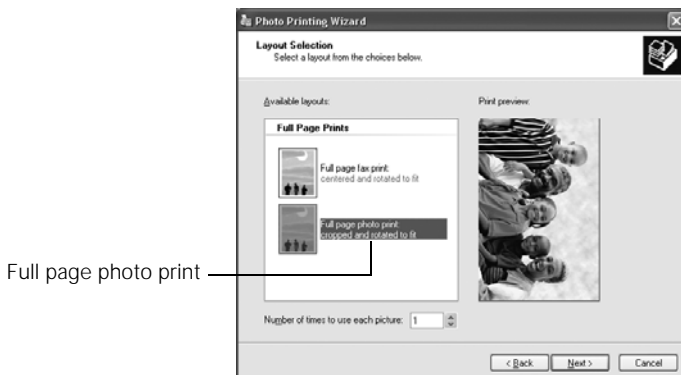 Photo Printing Wizard
Layout Selection
Select a layout from the choices below.
Available layouts:
Print preview:
Full Page Prints
Full page fax print:
centered and rotated to fit
Full page photo print:
cropped and rotated to fit
Full page photo print
Number of times to use each picture: 1
< Back Next > Cancel